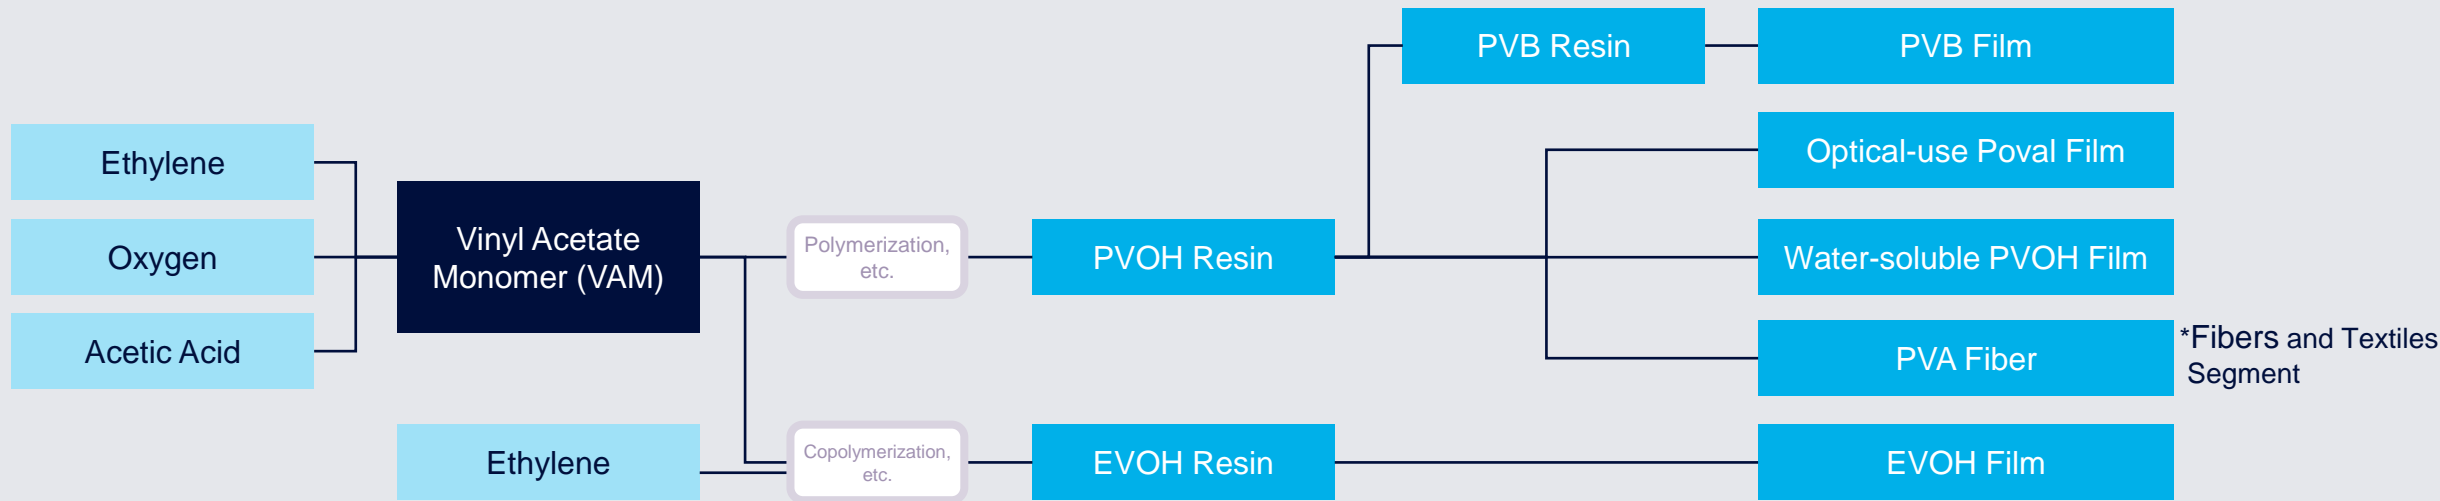 PVB Resin
PVB Film
Ethylene
Optical-use Poval Film
Oxygen
Vinyl Acetate
Monomer (VAM)
Polymerization,
etc.
PVOH Resin
Water-soluble PVOH Film
Acetic Acid
PVA Fiber
*Fibers and Textiles
Segment
Ethylene
Copolymerization,
etc.
EVOH Resin
EVOH Film